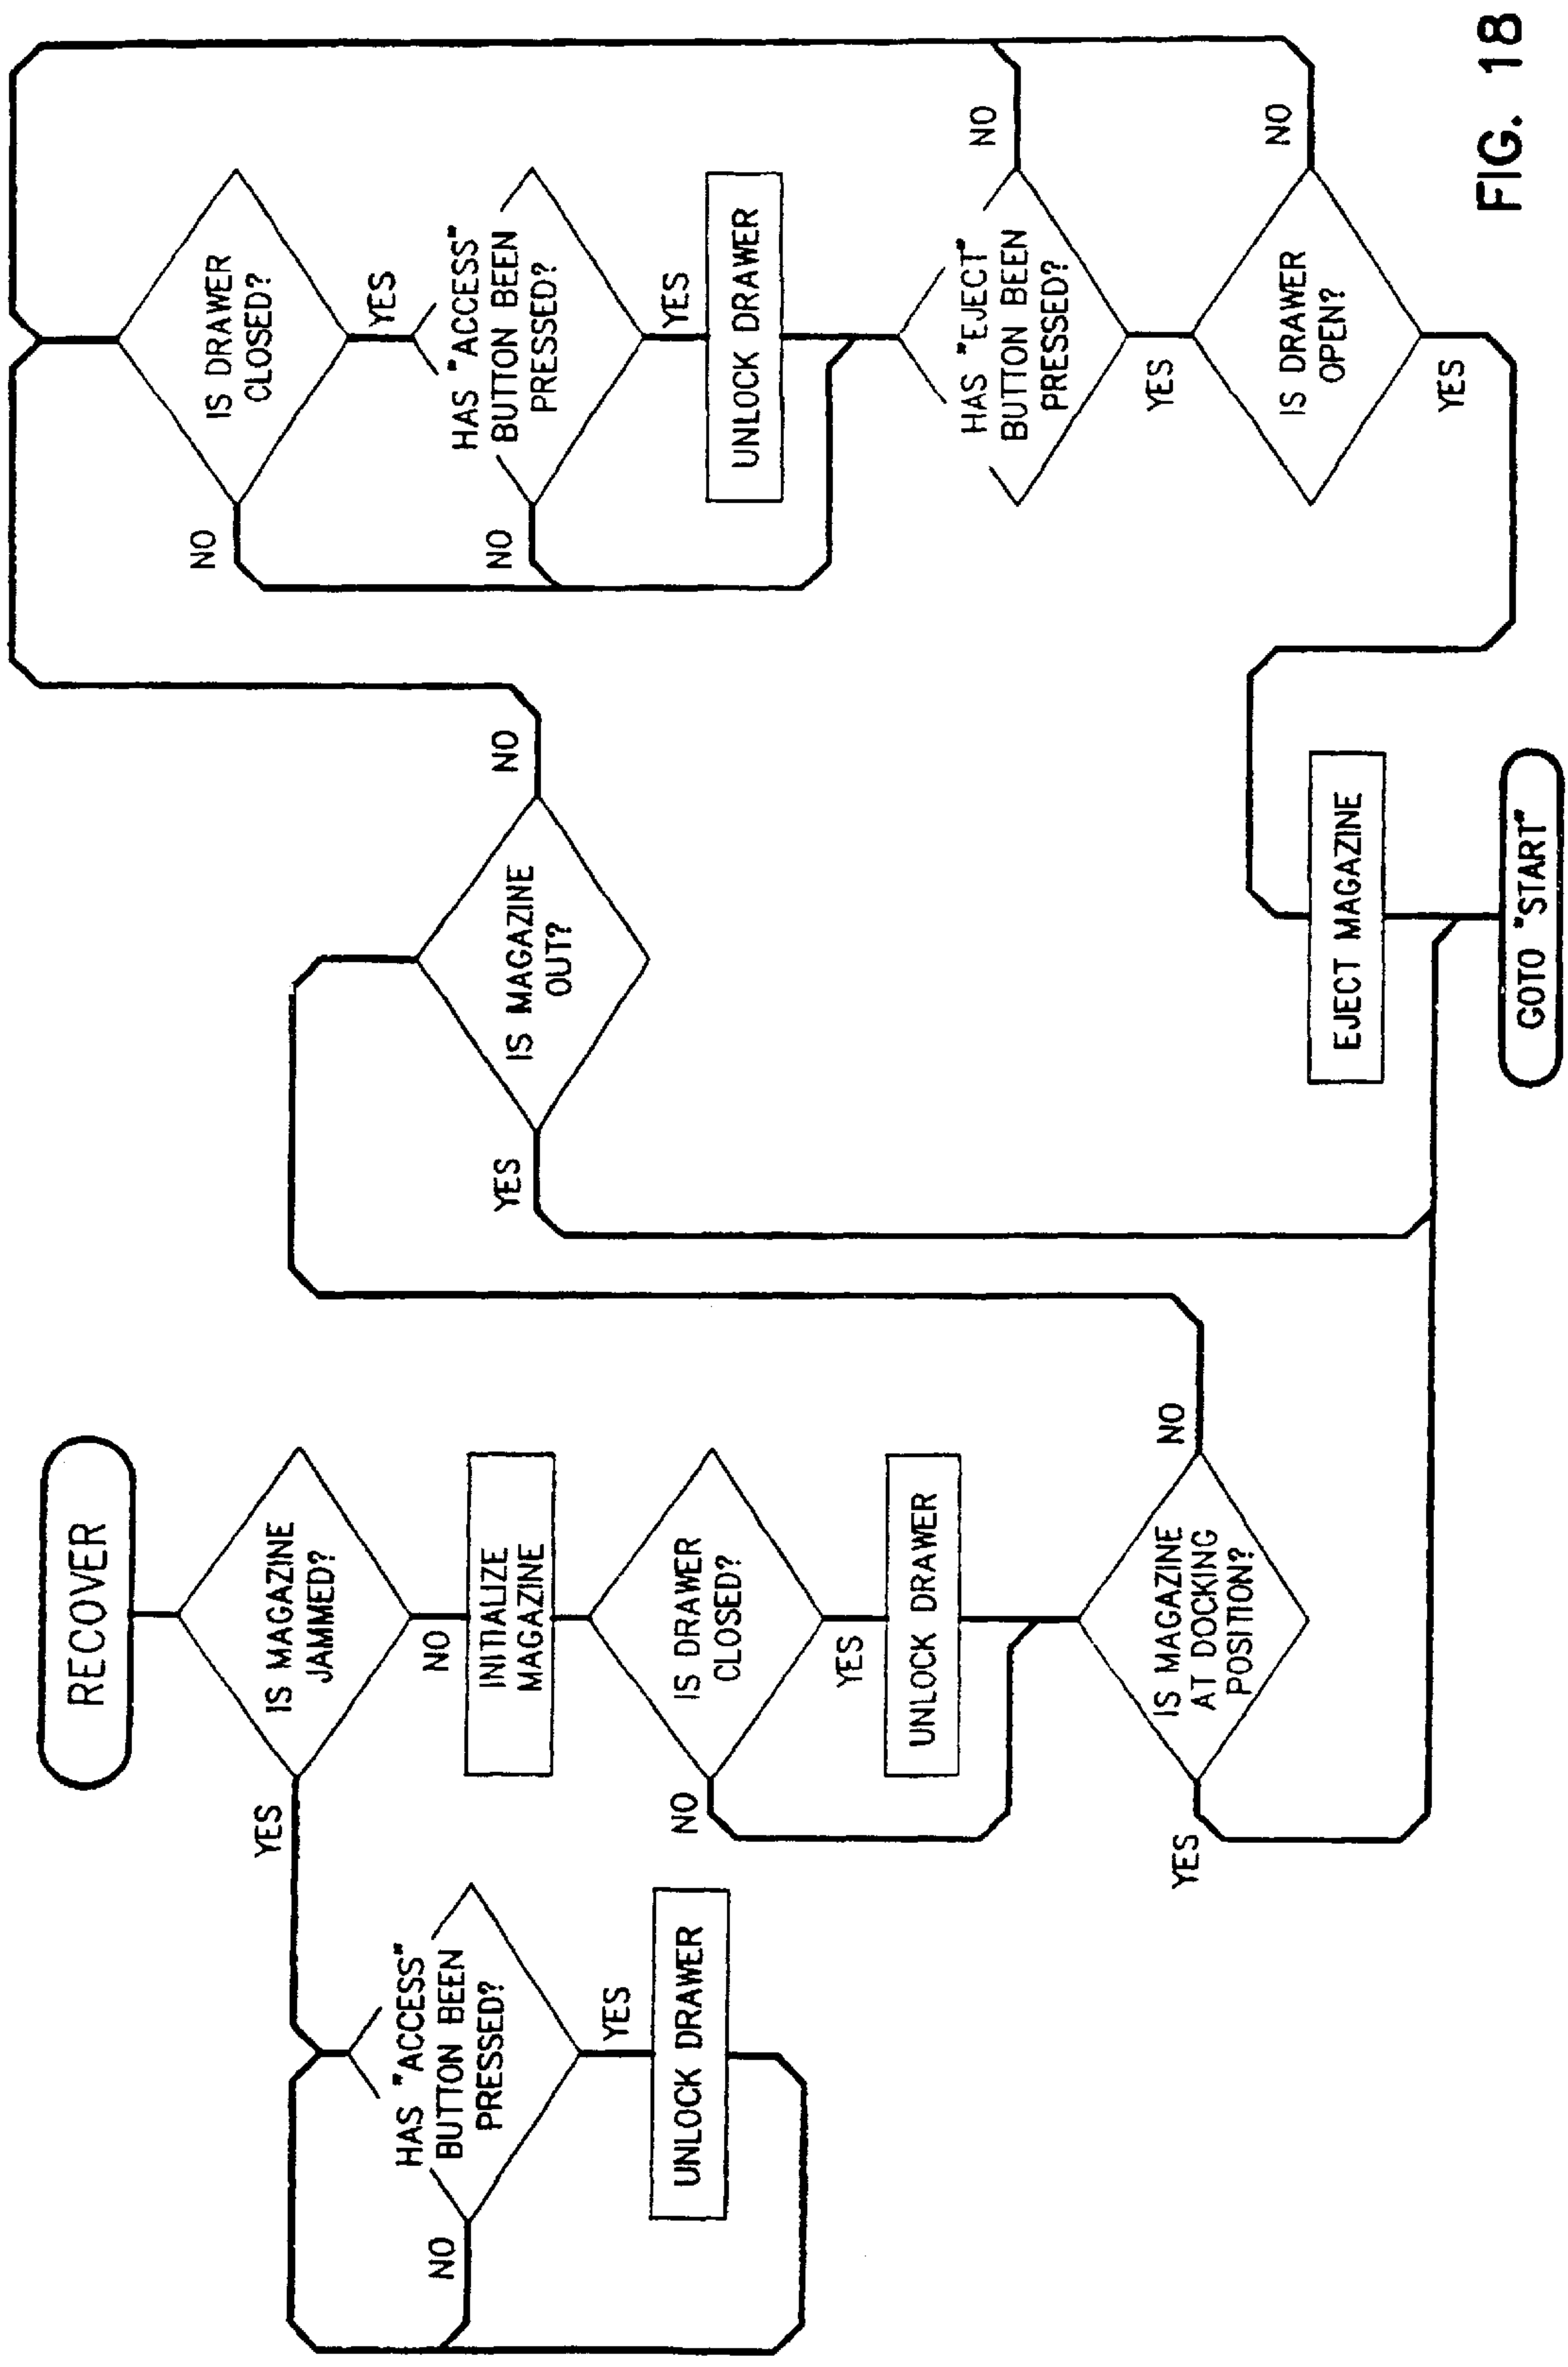 RECOVER
IS MAGAZINE
JAMMED?
YES
NO
HAS "ACCESS"
BUTTON BEEN
PRESSED?
NO
YES
UNLOCK DRAWER
INITIALIZE
MAGAZINE
IS DRAWER
CLOSED?
NO
YES
UNLOCK DRAWER
IS MAGAZINE
AT DOCKING
POSITION?
YES
NO
IS MAGAZINE
OUT?
YES
NO
IS DRAWER
CLOSED?
NO
YES
HAS "ACCESS"
BUTTON BEEN
PRESSED?
NO
YES
UNLOCK DRAWER
HAS "EJECT"
BUTTON BEEN
PRESSED?
NO
YES
IS DRAWER
OPEN?
NO
YES
EJECT MAGAZINE
GOTO "START"
FIG. 18